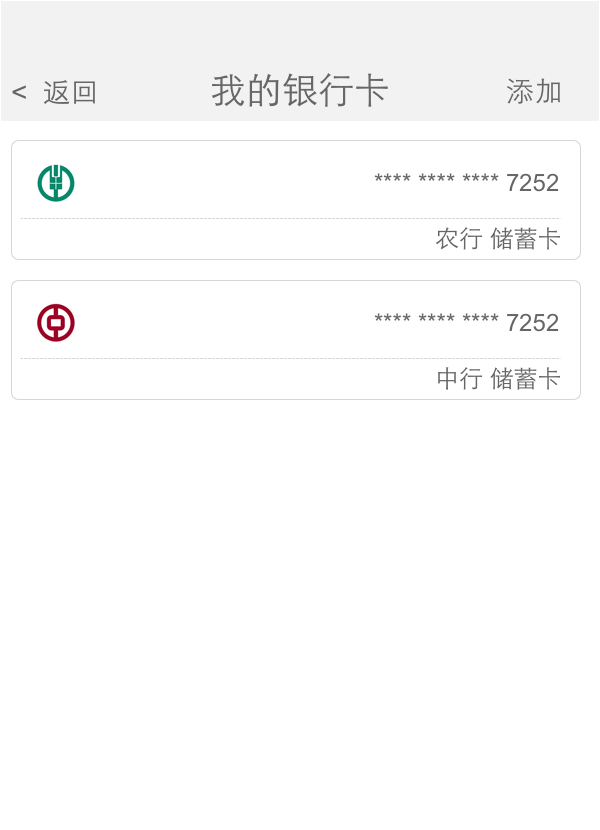 < 返回 我的银行卡 添加
**** **** **** 7252
农行 储蓄卡
**** **** **** 7252
中行 储蓄卡